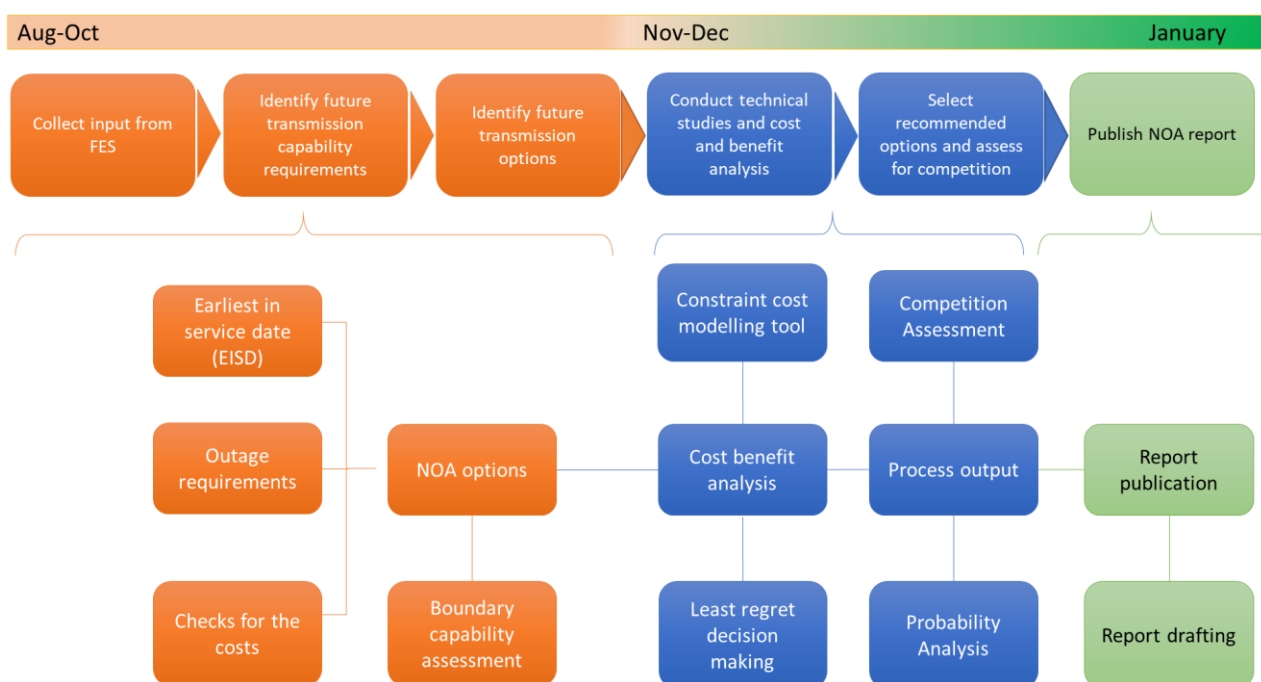 Aug-Oct
Nov-Dec
January
Collect input from
FES
Identify future
transmission
capability
requirements
Identify future
transmission
options
Conduct technical
studies and cost
and benefit
analysis
Select
recommended
options and assess
for competition
Publish NOA report
Earliest in
service date
(EISD)
Constraint cost
modelling tool
Competition
Assessment
Outage
requirements
NOA options
Cost benefit
analysis
Process output
Report
publication
Checks for the
costs
Boundary
capability
assessment
Least regret
decision
making
Probability
Analysis
Report drafting